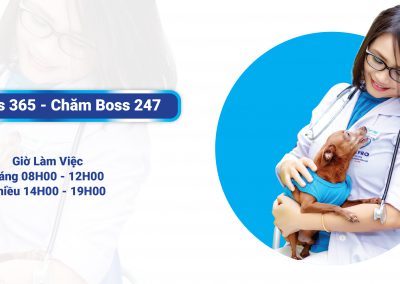 s 365 - Chăm Boss 247
Giờ Làm Việc
áng 08H00 - 12H00
hiều 14H00 - 19H00